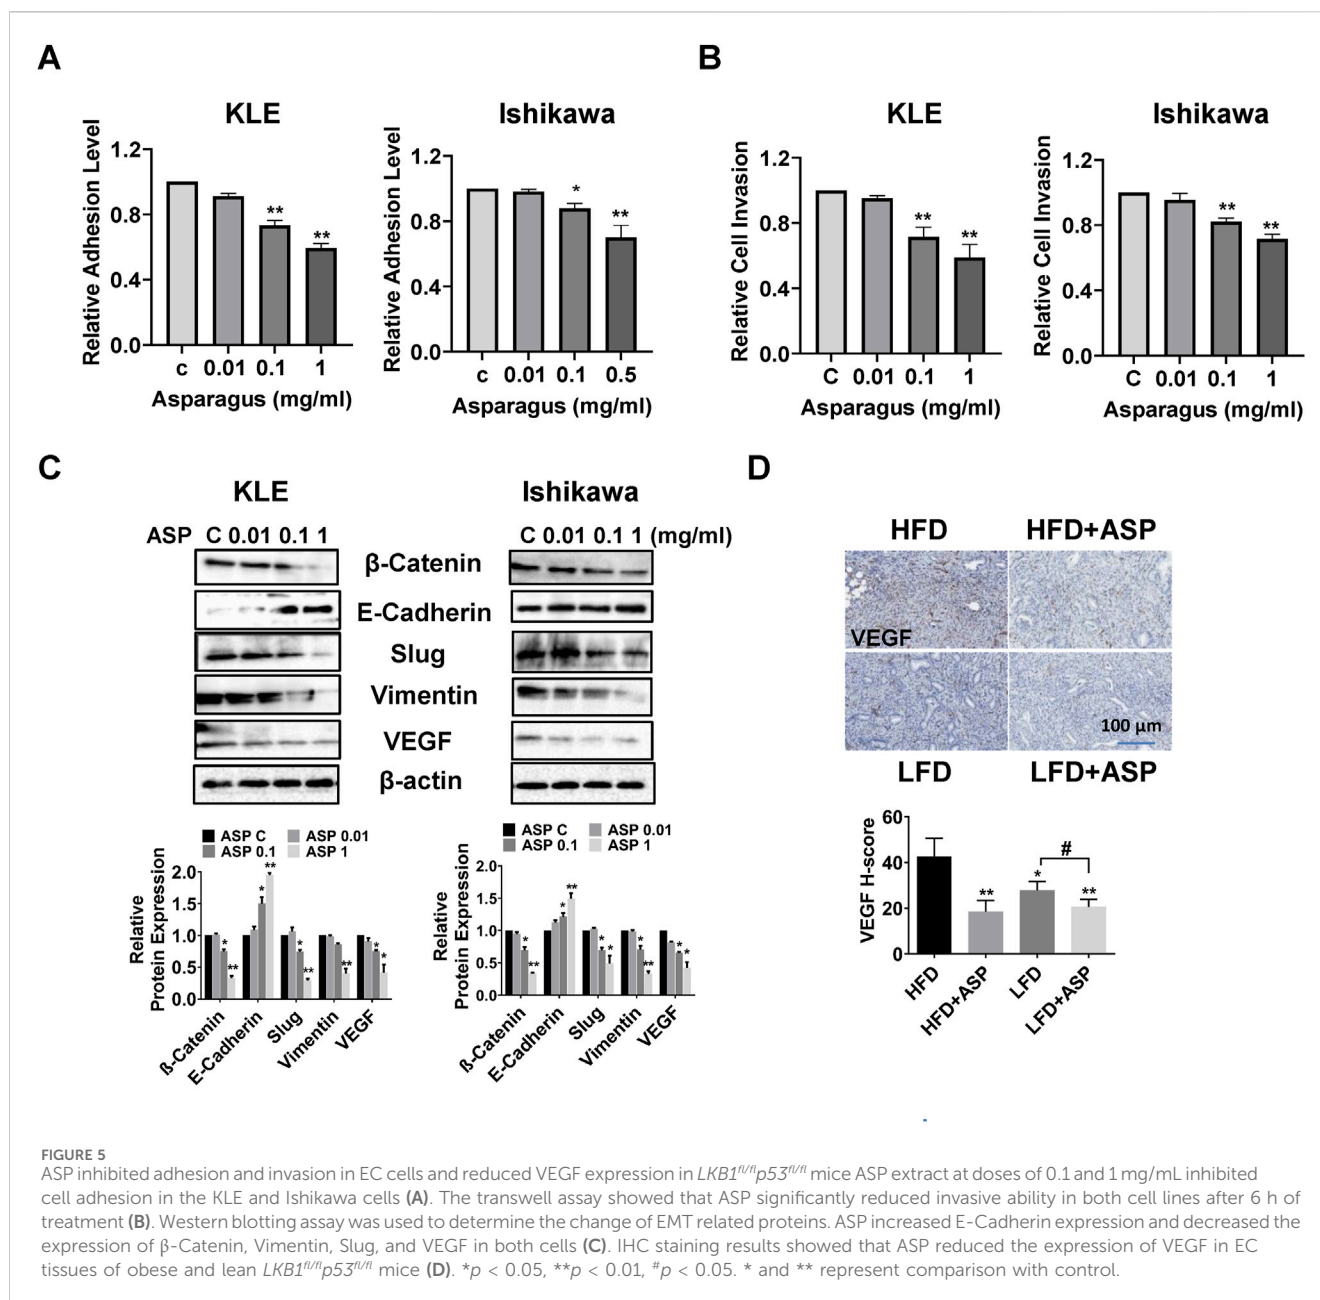 A
B
KLE
Ishikawa
KLE
Ishikawa
Relative Adhesion Level
1.2
0.8
0.4
0.0
**
**
c 0.01 0.1 1
Asparagus (mg/ml)
Relative Adhesion Level
1.2
0.8
0.4
0.0
*
**
c 0.01 0.1 0.5
Asparagus (mg/ml)
Relative Cell Invasion
1.2
0.8
0.4
0.0
**
**
C 0.01 0.1 1
Asparagus (mg/ml)
Relative Cell Invasion
1.2
0.8
0.4
0.0
**
**
C 0.01 0.1 1
Asparagus (mg/ml)
C
KLE
Ishikawa
ASP C 0.01 0.1 1
C 0.01 0.1 1 (mg/ml)
β-Catenin
E-Cadherin
Slug
Vimentin
VEGF
β-actin
ASP C ASP 0.01
ASP 0.1 ASP 1
Relative
Protein Expression
2.0
1.5
1.0
0.5
0.0
* ** * ** * ** ** * *
ß-Catenin
E-Cadherin
Slug
Vimentin
VEGF
ASP C ASP 0.01
ASP 0.1 ASP 1
Relative
Protein Expression
2.0
1.5
1.0
0.5
0.0
* ** * ** * * * ** * *
ß-Catenin
E-Cadherin
Slug
Vimentin
VEGF
D
HFD HFD+ASP
VEGF
100 μm
LFD LFD+ASP
VEGF H-score
60
40
20
0
**
*
#
**
HFD
HFD+ASP
LFD
LFD+ASP
FIGURE 5
ASP inhibited adhesion and invasion in EC cells and reduced VEGF expression in LKB1fl/flp53fl/fl mice ASP extract at doses of 0.1 and 1 mg/mL inhibited
cell adhesion in the KLE and Ishikawa cells (A). The transwell assay showed that ASP significantly reduced invasive ability in both cell lines after 6 h of
treatment (B). Western blotting assay was used to determine the change of EMT related proteins. ASP increased E-Cadherin expression and decreased the
expression of β-Catenin, Vimentin, Slug, and VEGF in both cells (C). IHC staining results showed that ASP reduced the expression of VEGF in EC
tissues of obese and lean LKB1fl/flp53fl/fl mice (D). *p < 0.05, **p < 0.01, #p < 0.05. * and ** represent comparison with control.